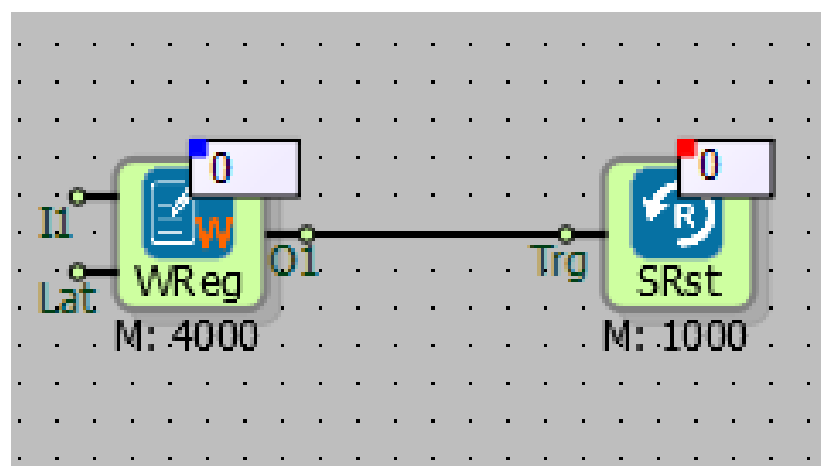 0
0
I1
W
R
O1
Trg
Lat
WReg
SRst
M: 4000
M: 1000